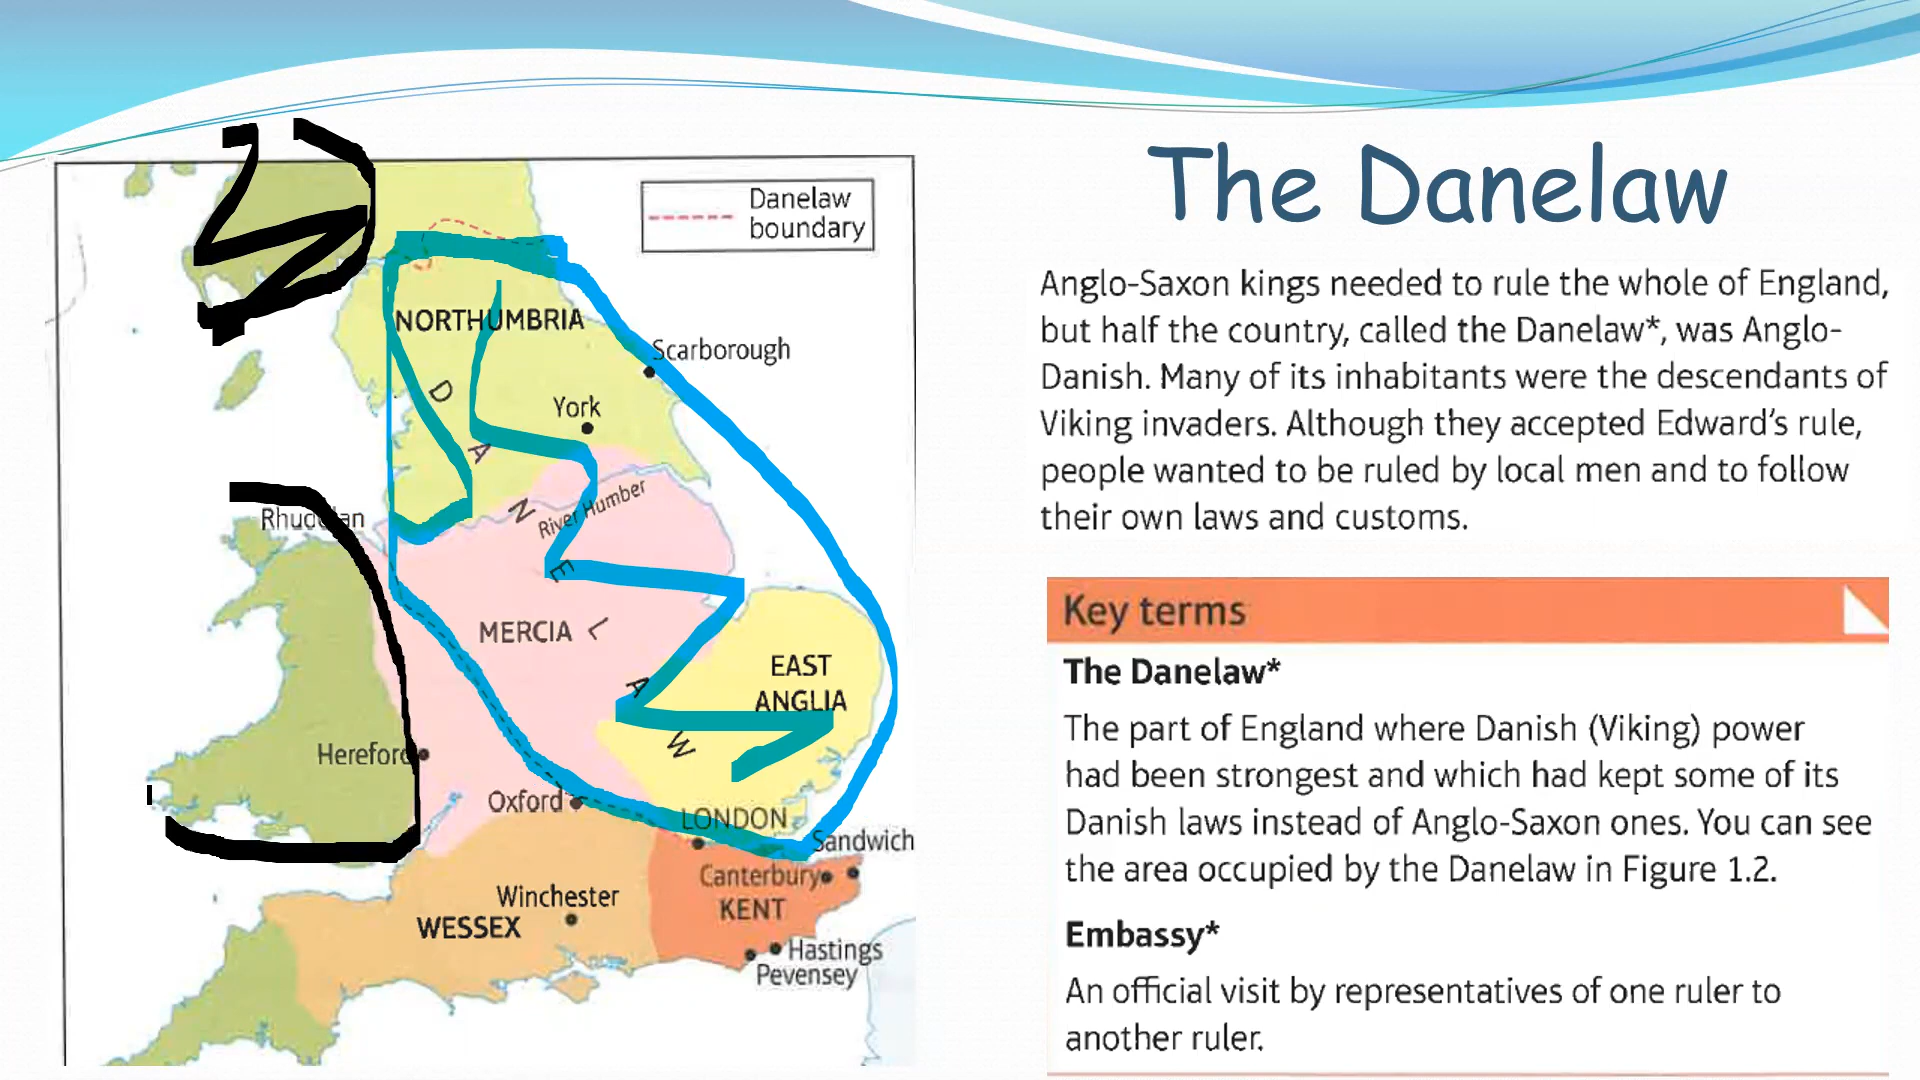 The Danelaw
Danelaw
boundary
NORTHUMBRIA
Scarborough
York
River Humber
Rhuddlan
DANELAW
MERCIA
EAST
ANGLIA
Hereford
Oxford
LONDON
Sandwich
Canterbury
KENT
Winchester
WESSEX
Hastings
Pevensey
Anglo-Saxon kings needed to rule the whole of England,
but half the country, called the Danelaw*, was Anglo-
Danish. Many of its inhabitants were the descendants of
Viking invaders. Although they accepted Edward’s rule,
people wanted to be ruled by local men and to follow
their own laws and customs.
Key terms
The Danelaw*
The part of England where Danish (Viking) power
had been strongest and which had kept some of its
Danish laws instead of Anglo-Saxon ones. You can see
the area occupied by the Danelaw in Figure 1.2.
Embassy*
An official visit by representatives of one ruler to
another ruler.